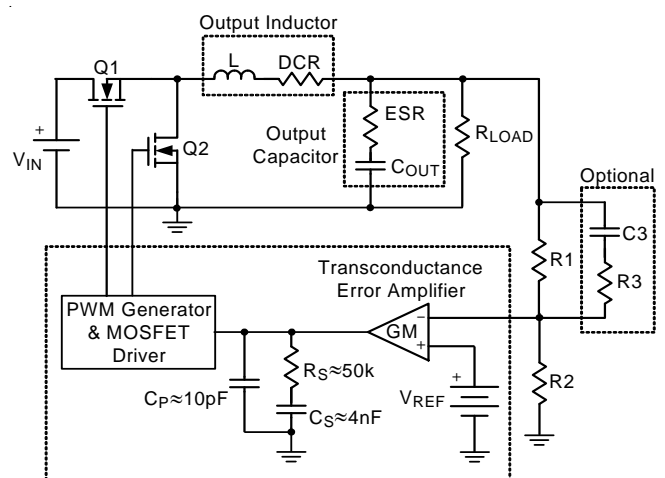 Output Inductor
Q1
L
DCR
+
VIN
Q2
Output
Capacitor
ESR
COUT
RLOAD
Optional
C3
R1
R3
Transconductance
Error Amplifier
PWM Generator
& MOSFET
Driver
GM
−
+
RS≈50k
CP≈10pF
CS≈4nF
+
VREF
R2